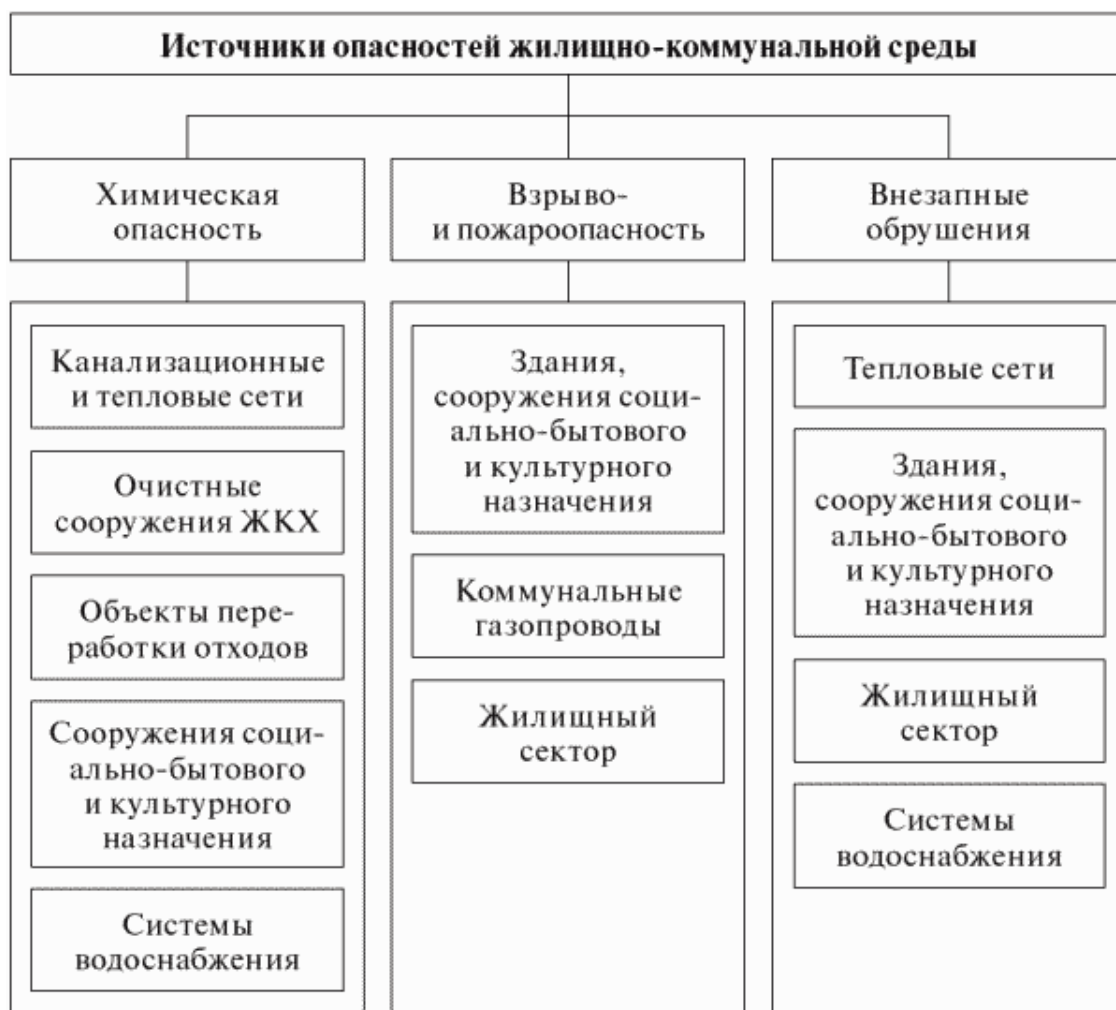 Источники опасностей жилищно-коммунальной среды
Химическая
опасность
Взрыво-
и пожароопасность
Внезапные
обрушения
Канализационные
и тепловые сети
Очистные
сооружения ЖКХ
Объекты пере-
работки отходов
Сооружения соци-
ально-бытового
и культурного
назначения
Системы
водоснабжения
Здания,
сооружения соци-
ально-бытового
и культурного
назначения
Коммунальные
газопроводы
Жилищный
сектор
Тепловые сети
Здания,
сооружения соци-
ально-бытового
и культурного
назначения
Жилищный
сектор
Системы
водоснабжения